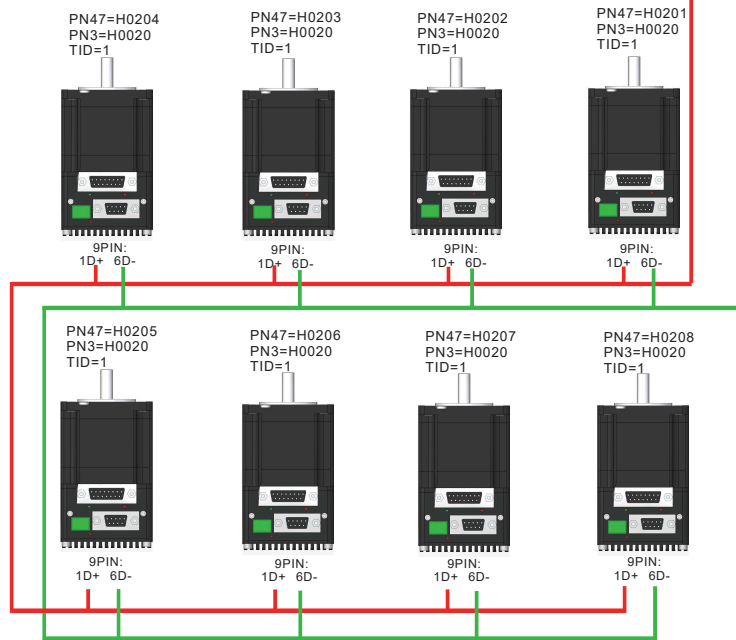 PN47=H0204
PN3=H0020
TID=1
PN47=H0203
PN3=H0020
TID=1
PN47=H0202
PN3=H0020
TID=1
PN47=H0201
PN3=H0020
TID=1
9PIN:
1D+ 6D-
9PIN:
1D+ 6D-
9PIN:
1D+ 6D-
9PIN:
1D+ 6D-
PN47=H0205
PN3=H0020
TID=1
PN47=H0206
PN3=H0020
TID=1
PN47=H0207
PN3=H0020
TID=1
PN47=H0208
PN3=H0020
TID=1
9PIN:
1D+ 6D-
9PIN:
1D+ 6D-
9PIN:
1D+ 6D-
9PIN:
1D+ 6D-